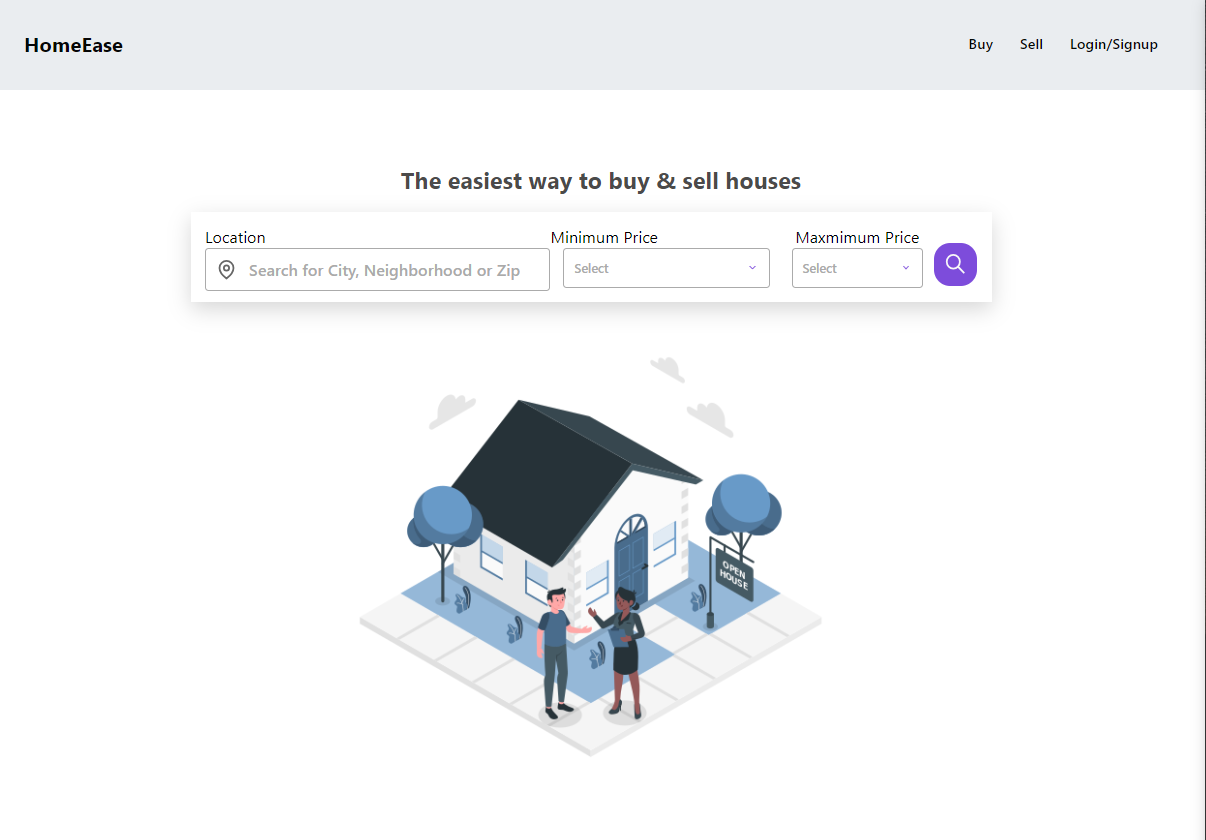 HomeEase
Buy Sell Login/Signup
The easiest way to buy & sell houses
Location Minimum Price Maxmimum Price
Search for City, Neighborhood or Zip Select Select
OPEN
HOUSE